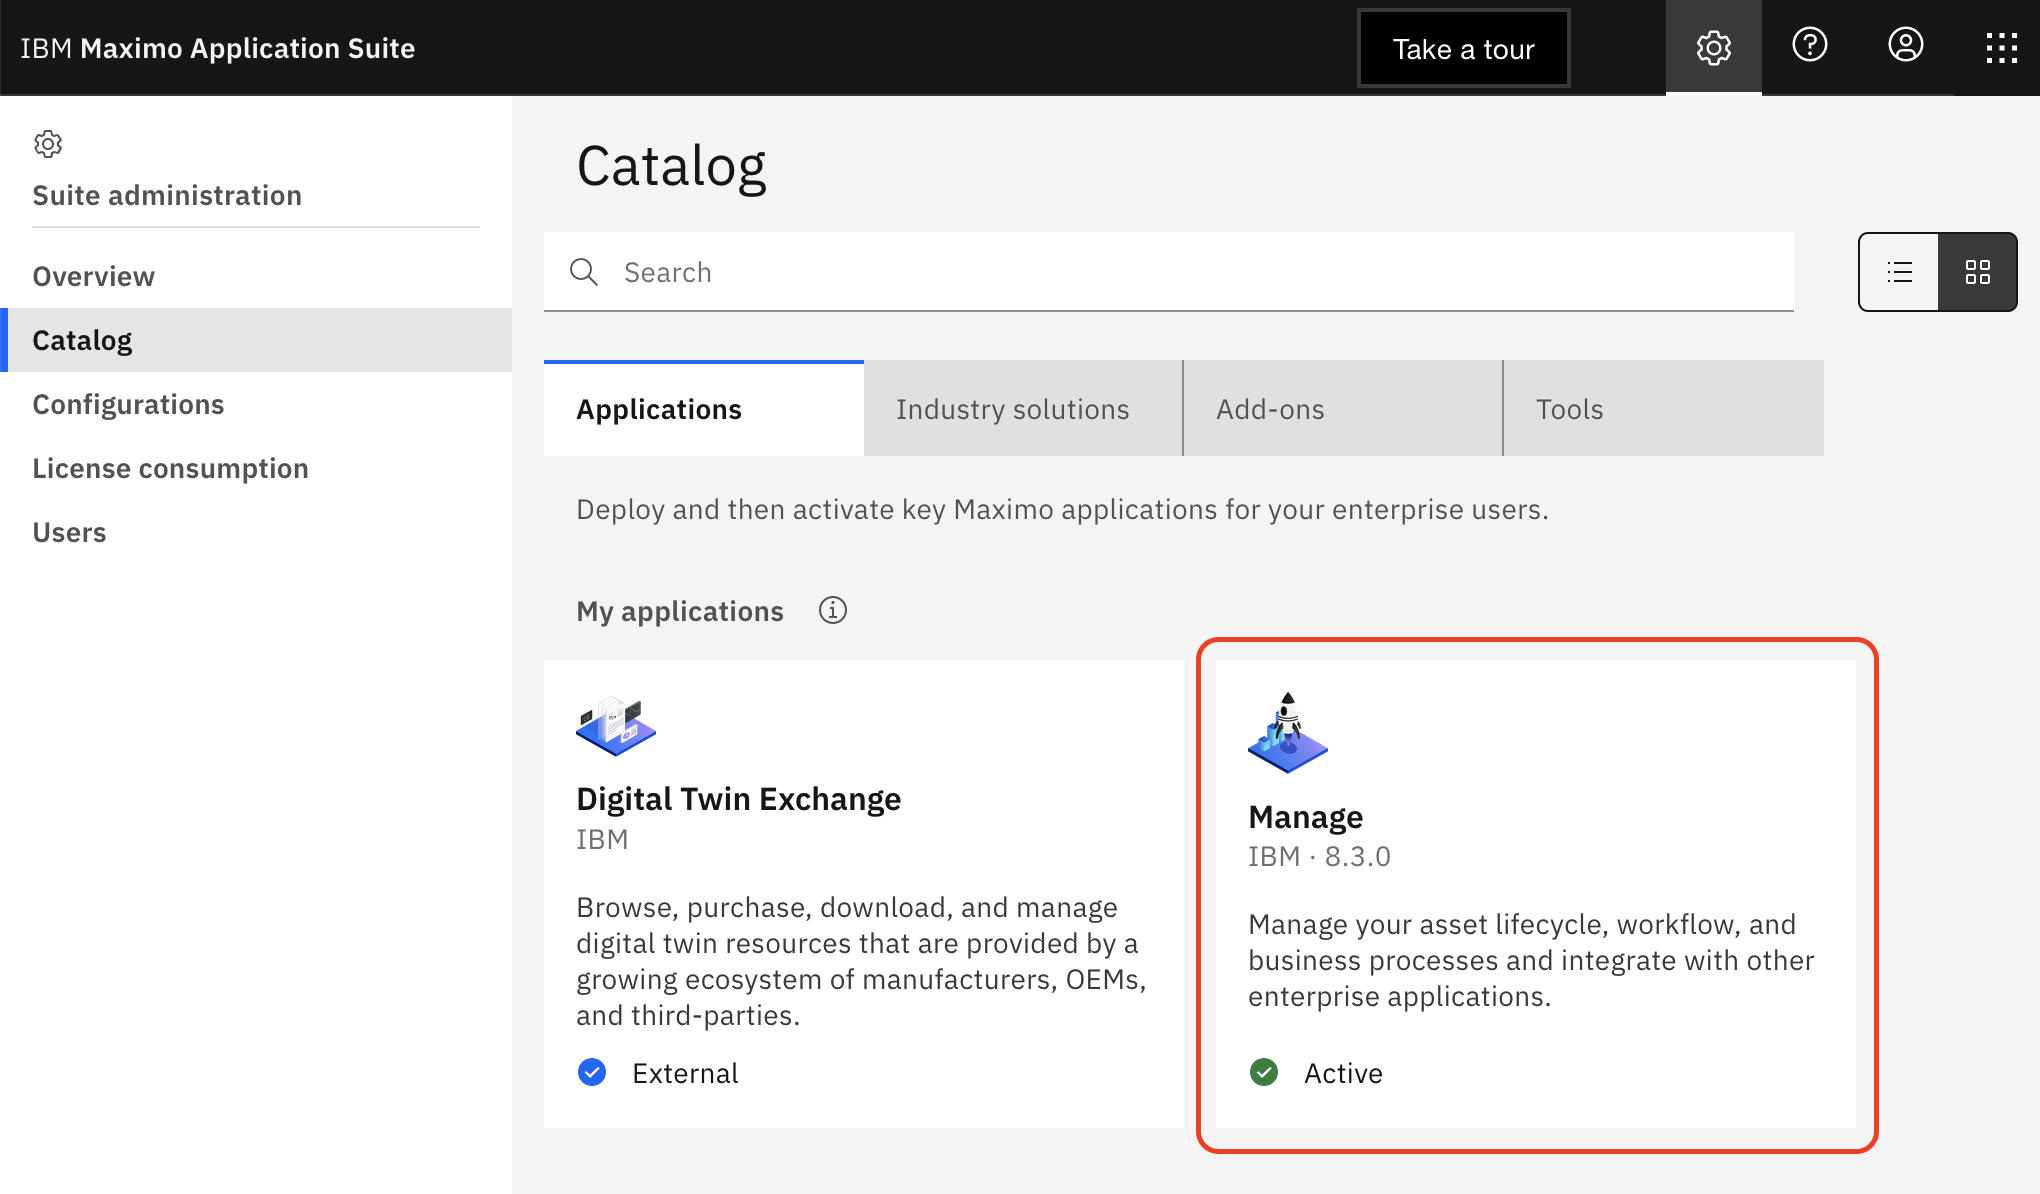 IBM Maximo Application Suite
Take a tour
Suite administration
Overview
Catalog
Configurations
License consumption
Users
Catalog
Search
Applications
Industry solutions
Add-ons
Tools
Deploy and then activate key Maximo applications for your enterprise users.
My applications
Digital Twin Exchange
IBM
Browse, purchase, download, and manage
digital twin resources that are provided by a
growing ecosystem of manufacturers, OEMs,
and third-parties.
External
Manage
IBM · 8.3.0
Manage your asset lifecycle, workflow, and
business processes and integrate with other
enterprise applications.
Active